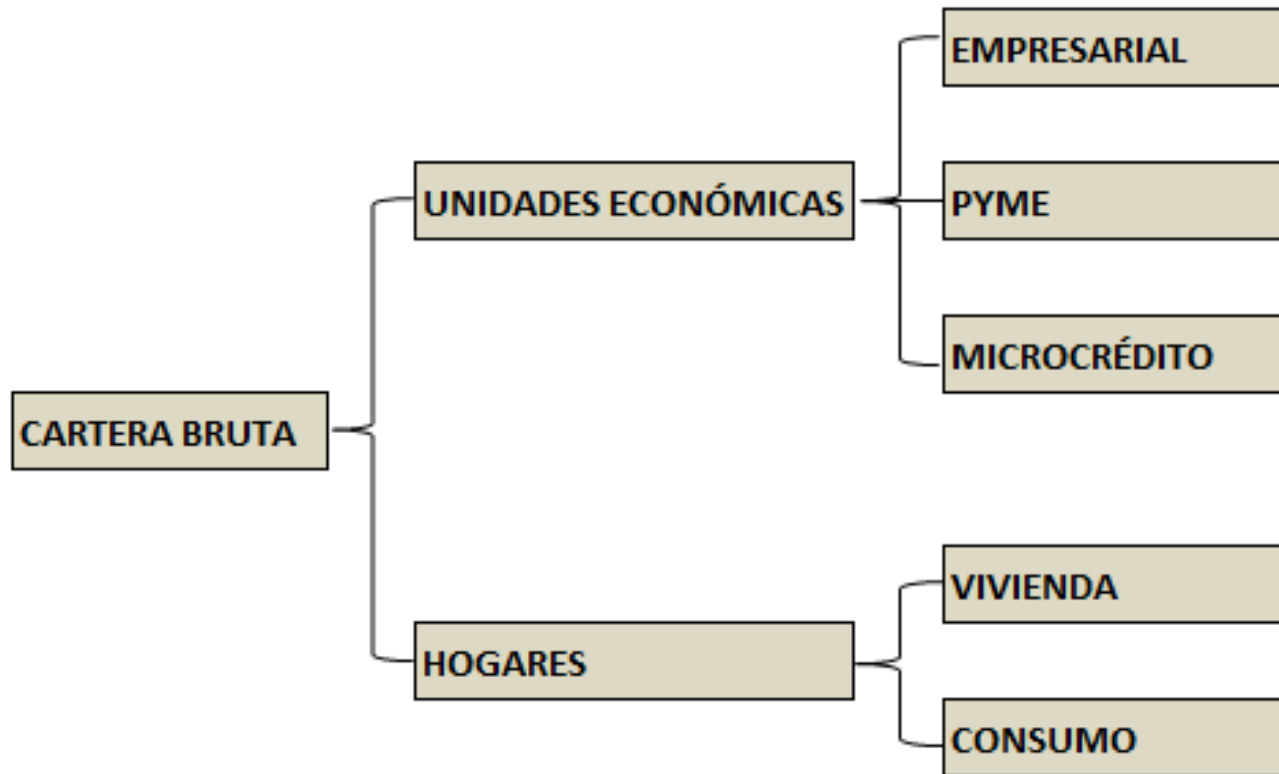 CARTERA BRUTA
UNIDADES ECONÓMICAS
EMPRESARIAL
PYME
MICROCRÉDITO
HOGARES
VIVIENDA
CONSUMO